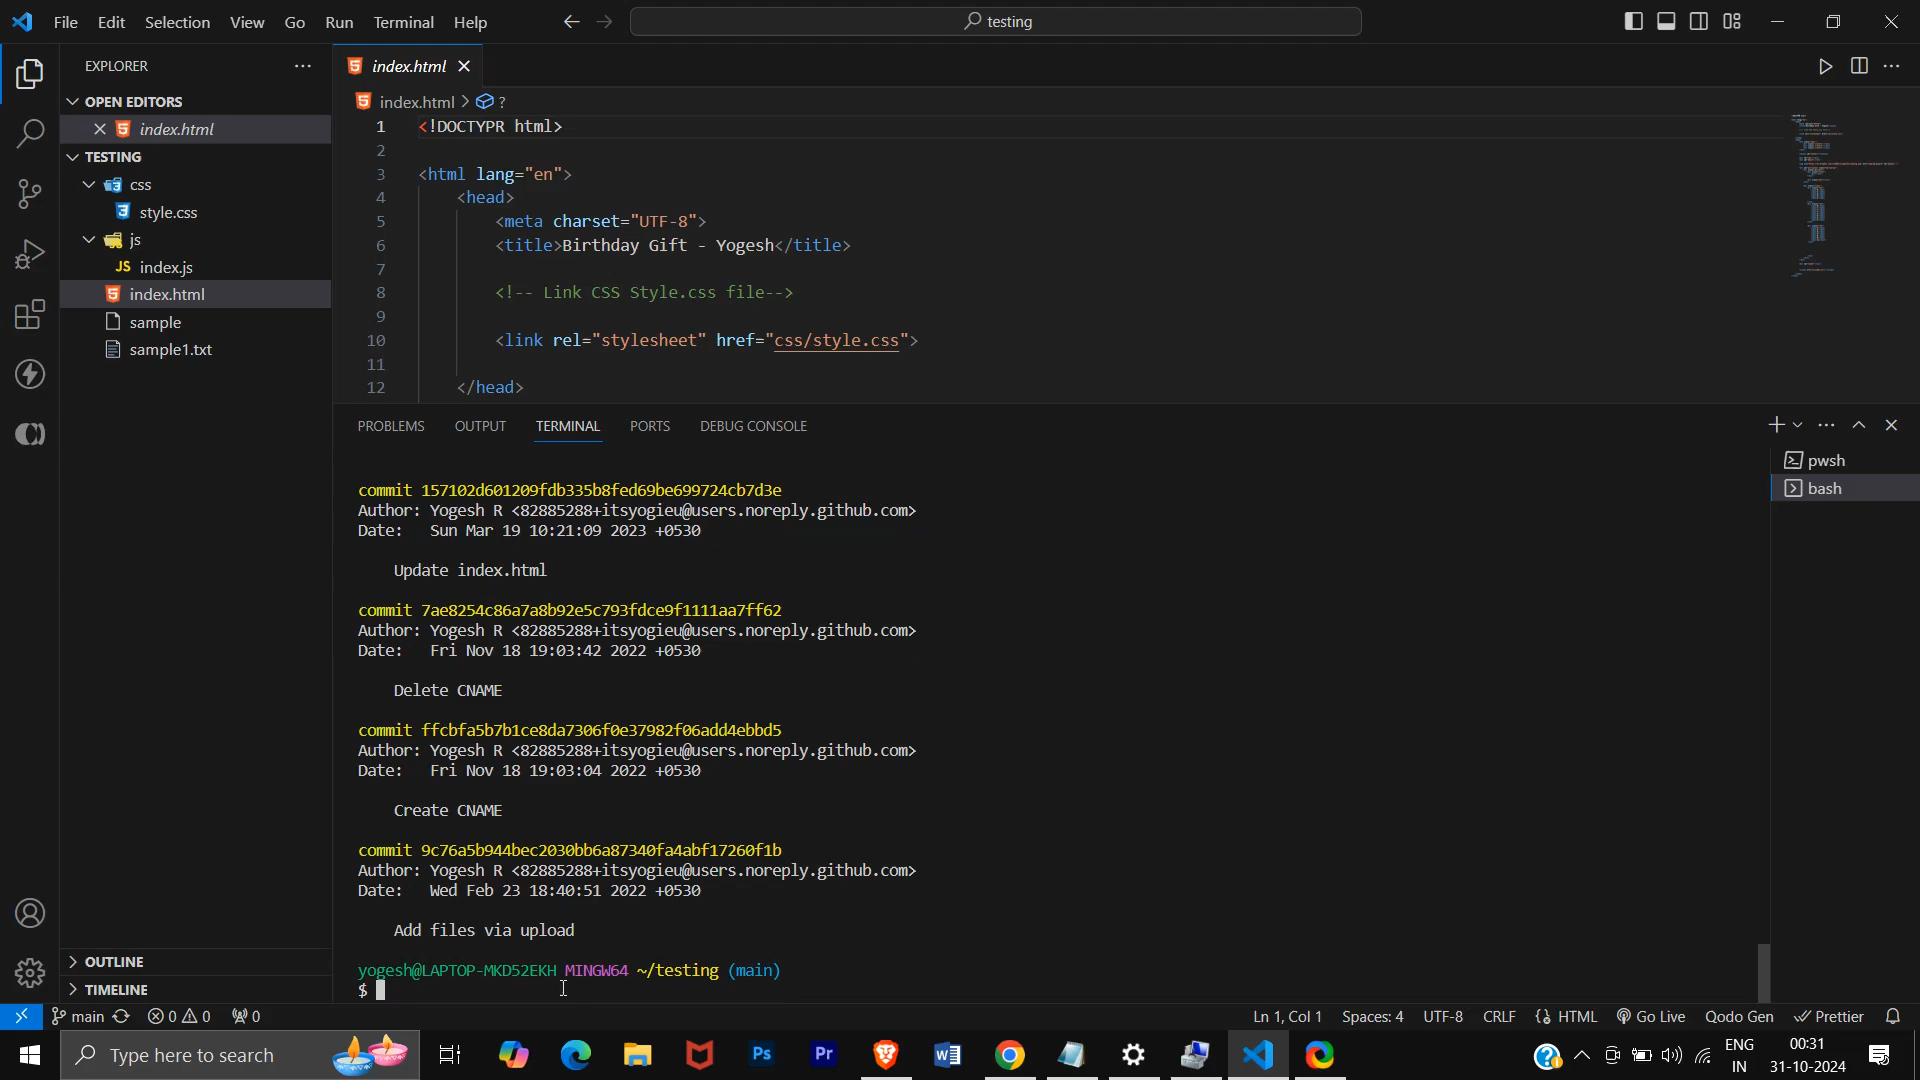 File Edit Selection View Go Run Terminal Help
testing
EXPLORER
OPEN EDITORS
index.html
TESTING
css
style.css
js
JS index.js
index.html
sample
sample1.txt
OUTLINE
TIMELINE
index.html
index.html > ?
1 <!DOCTYPR html>
2
3 <html lang="en">
4 <head>
5 <meta charset="UTF-8">
6 <title>Birthday Gift - Yogesh</title>
7
8 <!-- Link CSS Style.css file-->
9
10 <link rel="stylesheet" href="css/style.css">
11
12 </head>
PROBLEMS OUTPUT TERMINAL PORTS DEBUG CONSOLE
pwsh
bash
commit 157102d601209fdb335b8fed69be699724cb7d3e
Author: Yogesh R <82885288+itsyogieu@users.noreply.github.com>
Date: Sun Mar 19 10:21:09 2023 +0530
Update index.html
commit 7ae8254c86a7a8b92e5c793fdce9f1111aa7ff62
Author: Yogesh R <82885288+itsyogieu@users.noreply.github.com>
Date: Fri Nov 18 19:03:42 2022 +0530
Delete CNAME
commit ffcbfa5b7b1ce8da7306f0e37982f06add4ebbd5
Author: Yogesh R <82885288+itsyogieu@users.noreply.github.com>
Date: Fri Nov 18 19:03:04 2022 +0530
Create CNAME
commit 9c76a5b944bec2030bb6a87340fa4abf17260f1b
Author: Yogesh R <82885288+itsyogieu@users.noreply.github.com>
Date: Wed Feb 23 18:40:51 2022 +0530
Add files via upload
yogesh@LAPTOP-MKD52EKH MINGW64 ~/testing (main)
$
main 0 0 0 Ln 1, Col 1 Spaces: 4 UTF-8 CRLF HTML Go Live Qodo Gen Prettier
Type here to search
Ps Pr
ENG
IN
00:31
31-10-2024